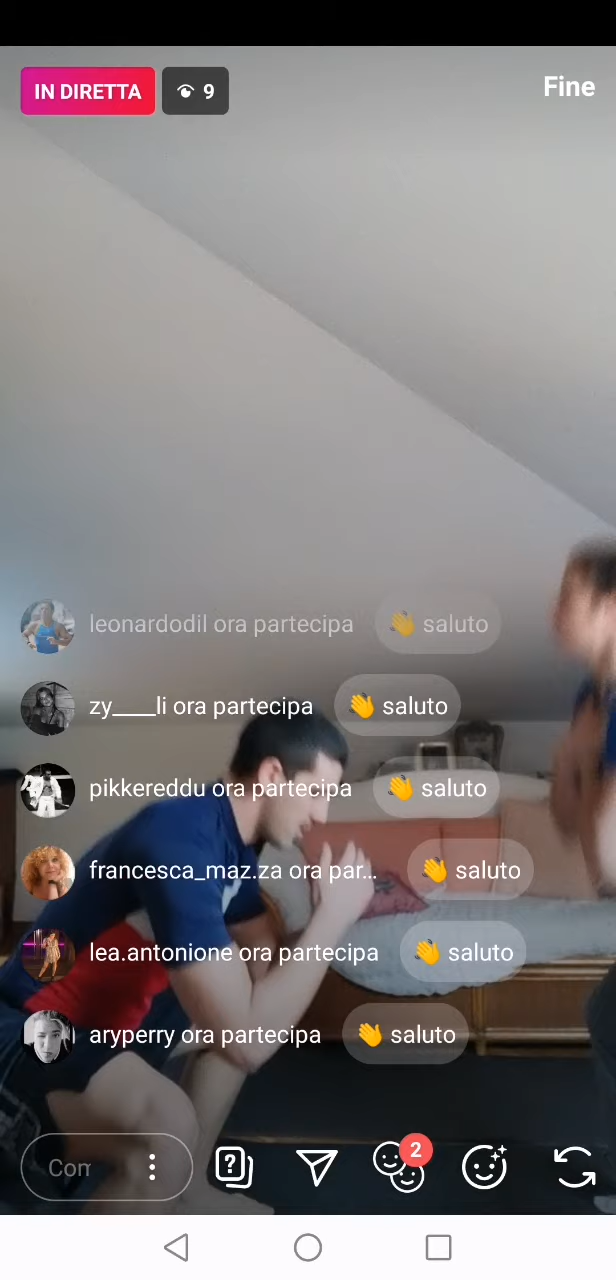 IN DIRETTA
9
Fine
leonardodil ora partecipa 👋 saluto
zy____li ora partecipa 👋 saluto
pikkereddu ora partecipa 👋 saluto
francesca_maz.za ora par... 👋 saluto
lea.antonione ora partecipa 👋 saluto
aryperry ora partecipa 👋 saluto
2